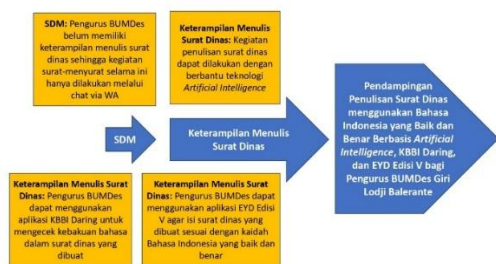 SDM: Pengurus BUMDes
belum memiliki
keterampilan menulis surat
dinas sehingga kegiatan
surat-menyurat selama ini
hanya dilakukan melalui
chat via WA
Keterampilan Menulis
Surat Dinas: Kegiatan
penulisan surat dinas
dapat dilakukan dengan
berbantu teknologi
Artificial Intelligence
SDM
Keterampilan Menulis
Surat Dinas
Pendampingan
Penulisan Surat Dinas
menggunakan Bahasa
Indonesia yang Baik dan
Benar Berbasis Artificial
Intelligence, KBBI Daring,
dan EYD Edisi V bagi
Pengurus BUMDes Giri
Lodji Balerante
Keterampilan Menulis Surat
Dinas: Pengurus BUMDes
dapat menggunakan
aplikasi KBBI Daring untuk
mengecek kebakuan bahasa
dalam surat dinas yang
dibuat
Keterampilan Menulis Surat
Dinas: Pengurus BUMDes
dapat menggunakan aplikasi EYD Edisi
V agar isi surat dinas yang
dibuat sesuai dengan kaidah
Bahasa Indonesia yang baik dan
benar